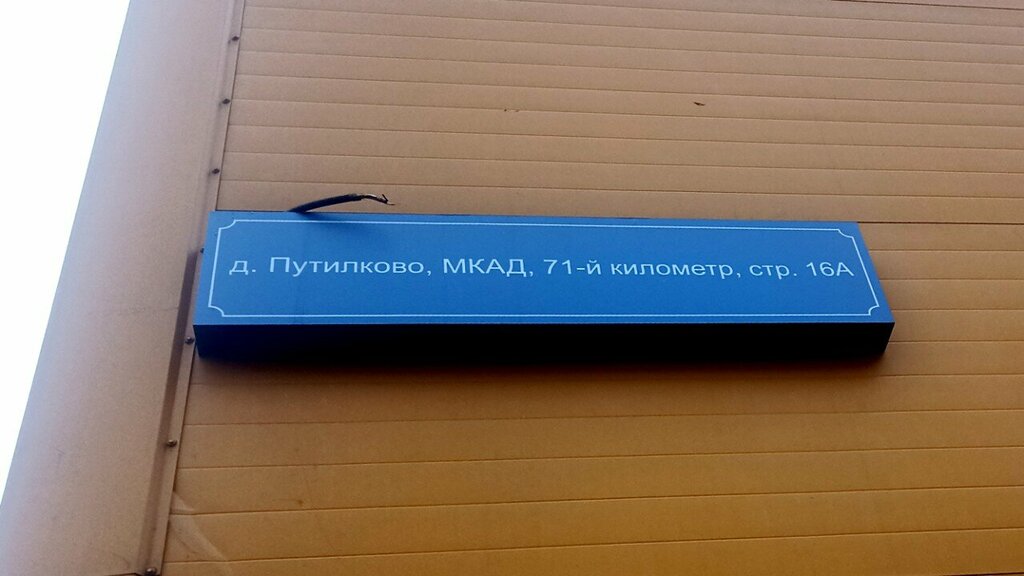 д. Путилково, МКАД, 71-й километр, стр. 16А